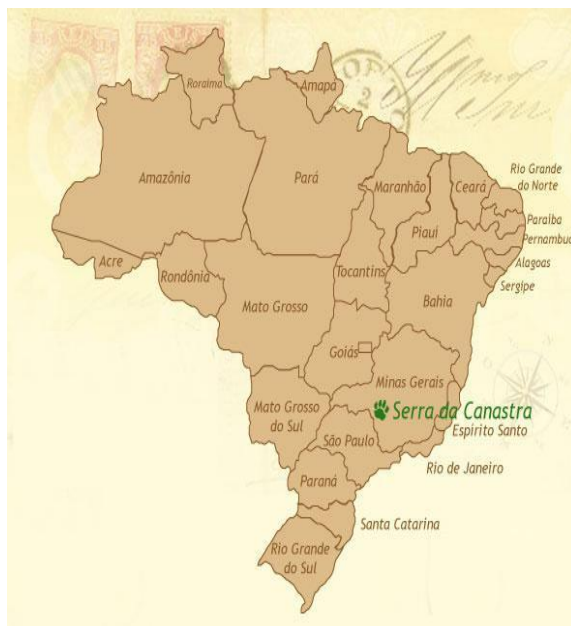 Roraima
Amapá
Amazônia
Pará
Maranhão
Ceará
Rio Grande
do Norte
Paraíba
Pernambuc
Piauí
Alagoas
Acre
Rondônia
Tocantins
Sergipe
Bahia
Mato Grosso
Goiás
Minas Gerais
Mato Grosso
do Sul
Serra da Canastra
Espírito Santo
São Paulo
Rio de Janeiro
Paraná
Santa Catarina
Rio Grande
do Sul